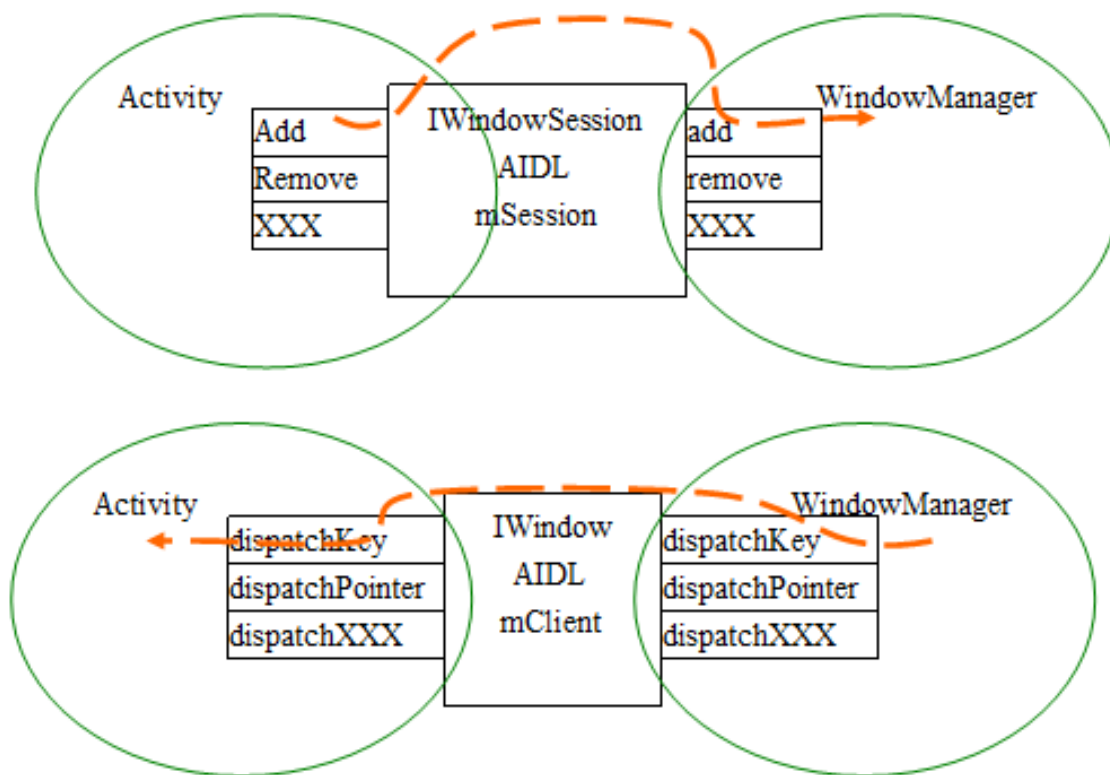 Activity
WindowManager
IWindowSession
AIDL
mSession
Add
Remove
XXX
add
remove
XXX
Activity
WindowManager
IWindow
AIDL
mClient
dispatchKey
dispatchPointer
dispatchXXX
dispatchKey
dispatchPointer
dispatchXXX